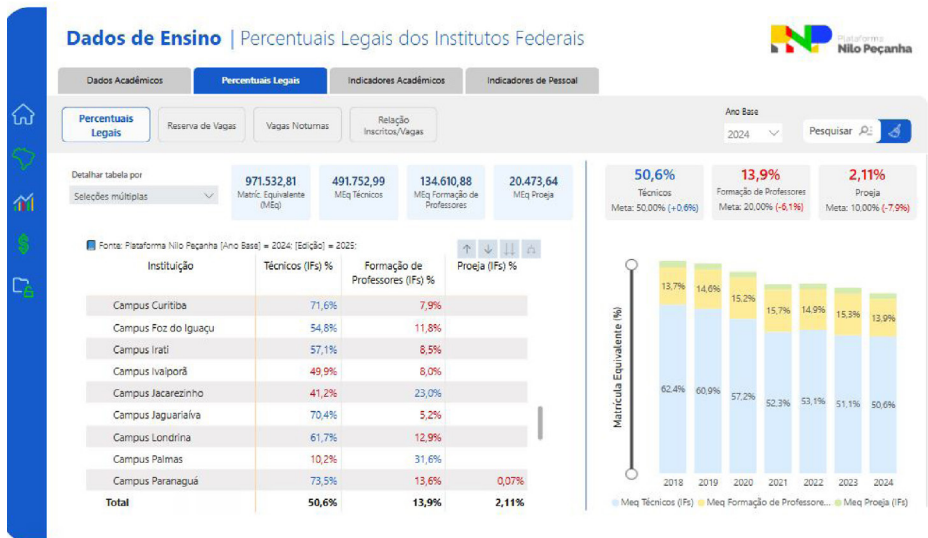 Dados de Ensino | Percentuais Legais dos Institutos Federais
Plataforma
Nilo Peçanha
Dados Acadêmicos
Percentuais Legais
Indicadores Acadêmicos
Indicadores de Pessoal
Percentuais
Legais
Reserva de Vagas
Vagas Noturnas
Relação
Inscritos/Vagas
Ano Base
2024
Pesquisar
Detalhar tabela por
Seleções múltiplas
971.532,81
Matríc. Equivalente
(MEq)
491.752,99
MEq Técnicos
134.610,88
MEq Formação de
Professores
20.473,64
MEq Proeja
50,6%
Técnicos
Meta: 50,00% (+0,6%)
13,9%
Formação de Professores
Meta: 20,00% (-6,1%)
2,11%
Proeja
Meta: 10,00% (-7,9%)
Fonte: Plataforma Nilo Peçanha [Ano Base] = 2024; [Edição] = 2025;
Instituição Técnicos (IFs) % Formação de Professores (IFs) % Proeja (IFs) %
Campus Curitiba 71,6% 7,9%
Campus Foz do Iguaçu 54,8% 11,8%
Campus Irati 57,1% 8,5%
Campus Ivaiporã 49,9% 8,0%
Campus Jacarezinho 41,2% 23,0%
Campus Jaguariaíva 70,4% 5,2%
Campus Londrina 61,7% 12,9%
Campus Palmas 10,2% 31,6%
Campus Paranaguá 73,5% 13,6% 0,07%
Total 50,6% 13,9% 2,11%
Matrícula Equivalente (%)
13,7% 14,6% 15,2% 15,7% 14,9% 15,3% 13,9%
62,4% 60,9% 57,2% 52,3% 53,1% 51,1% 50,6%
2018 2019 2020 2021 2022 2023 2024
Meq Técnicos (IFs) Meq Formação de Professore... Meq Proeja (IFs)